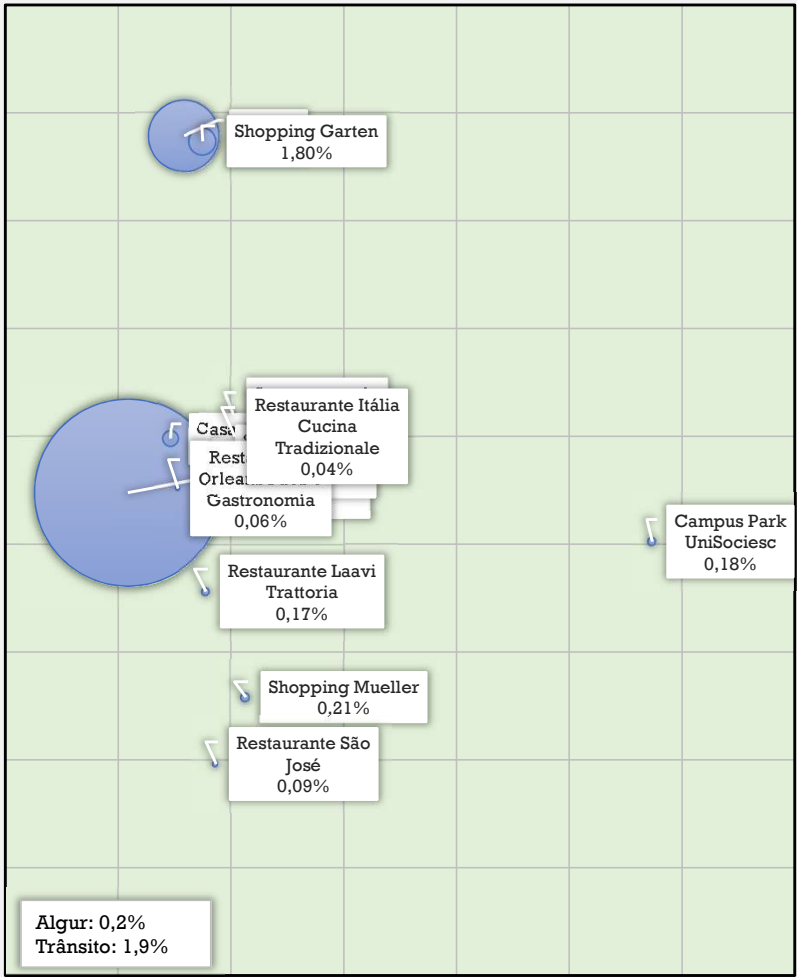 Shopping Garten
1,80%
Restaurante Itália
Cucina
Tradizionale
0,04%
Casa
Gastronomia
0,06%
Campus Park
UniSociesc
0,18%
Restaurante Laavi
Trattoria
0,17%
Shopping Mueller
0,21%
Restaurante São
José
0,09%
Algur: 0,2%
Trânsito: 1,9%